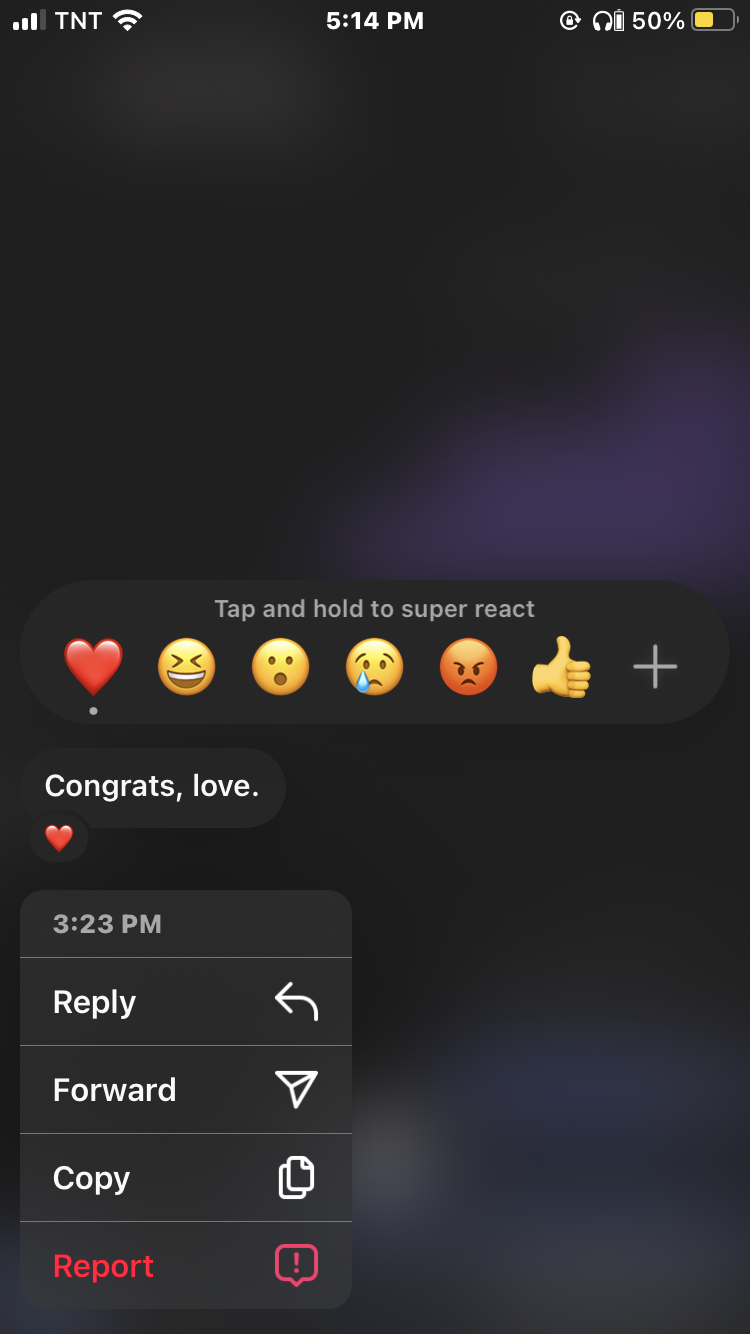 TNT 5:14 PM 50%
Tap and hold to super react
Congrats, love.
3:23 PM
Reply
Forward
Copy
Report